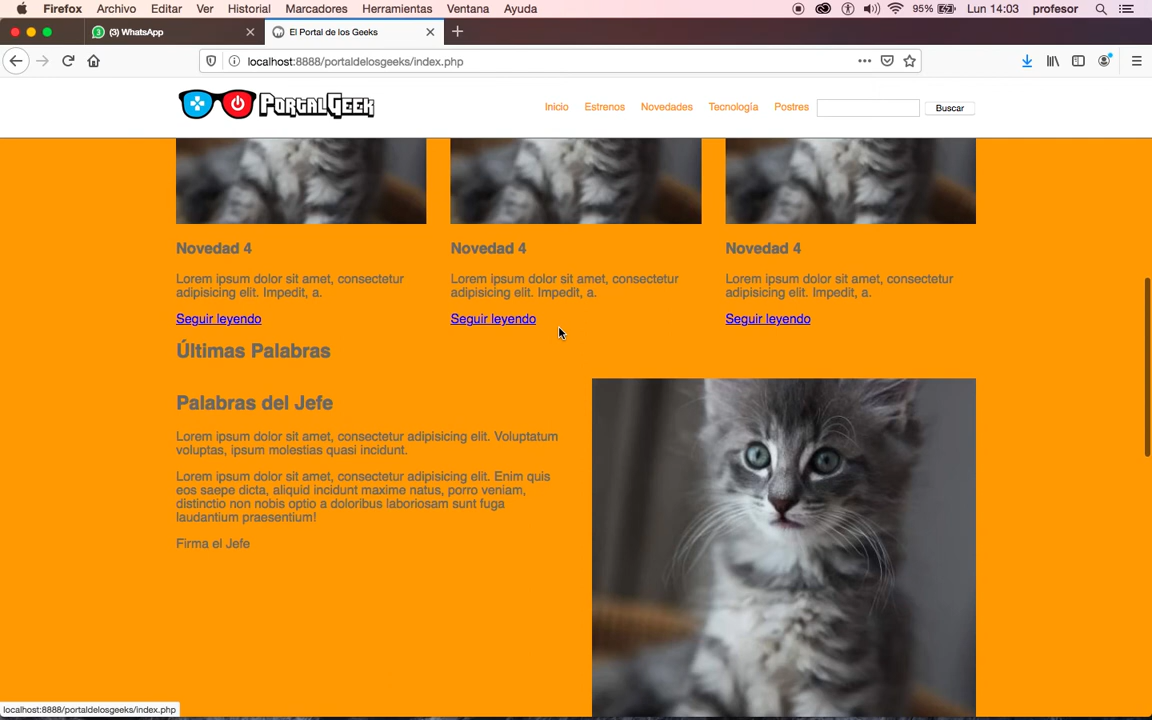 Firefox Archivo Editar Ver Historial Marcadores Herramientas Ventana Ayuda 95% Lun 14:03 profesor
3 (3) WhatsApp El Portal de los Geeks
localhost:8888/portaldelosgeeks/index.php
PORTALGEEK Inicio Estrenos Novedades Tecnología Postres Buscar
Novedad 4 Novedad 4 Novedad 4
Lorem ipsum dolor sit amet, consectetur Lorem ipsum dolor sit amet, consectetur Lorem ipsum dolor sit amet, consectetur
adipisicing elit. Impedit, a. adipisicing elit. Impedit, a. adipisicing elit. Impedit, a.
Seguir leyendo Seguir leyendo Seguir leyendo
Últimas Palabras
Palabras del Jefe
Lorem ipsum dolor sit amet, consectetur adipisicing elit. Voluptatum
voluptas, ipsum molestias quasi incidunt.
Lorem ipsum dolor sit amet, consectetur adipisicing elit. Enim quis
eos saepe dicta, aliquid incidunt maxime natus, porro veniam,
distinctio non nobis optio a doloribus laboriosam sunt fuga
laudantium praesentium!
Firma el Jefe
localhost:8888/portaldelosgeeks/index.php